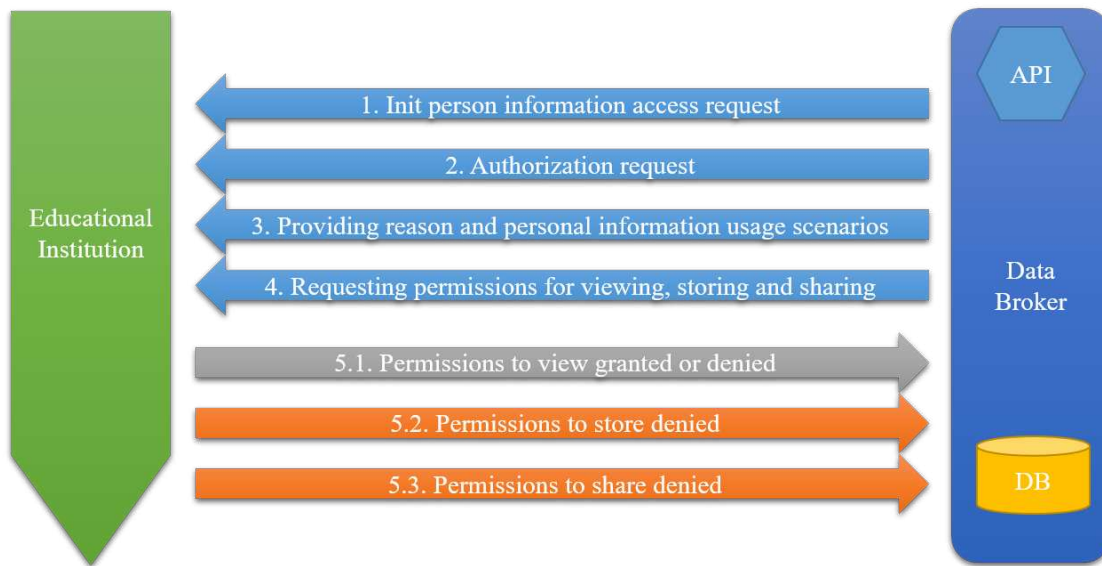 API
1. Init person information access request
2. Authorization request
Educational
Institution
3. Providing reason and personal information usage scenarios
4. Requesting permissions for viewing, storing and sharing
Data
Broker
5.1. Permissions to view granted or denied
5.2. Permissions to store denied
5.3. Permissions to share denied
DB